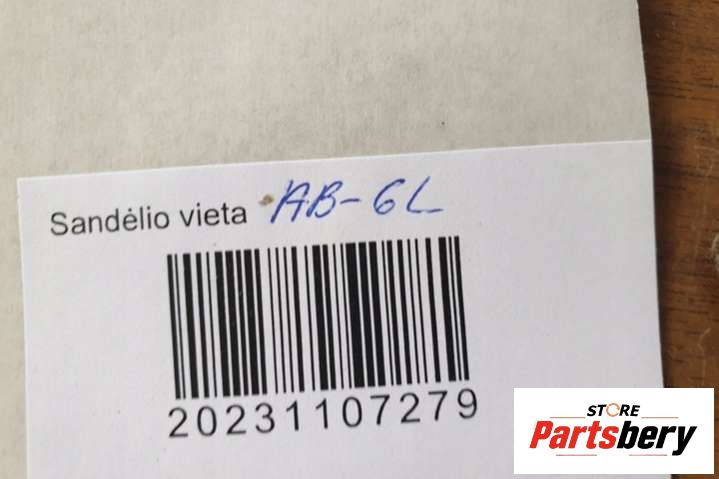 Sandėlio vieta AB-6L
20231107279
STORE
Partsbery